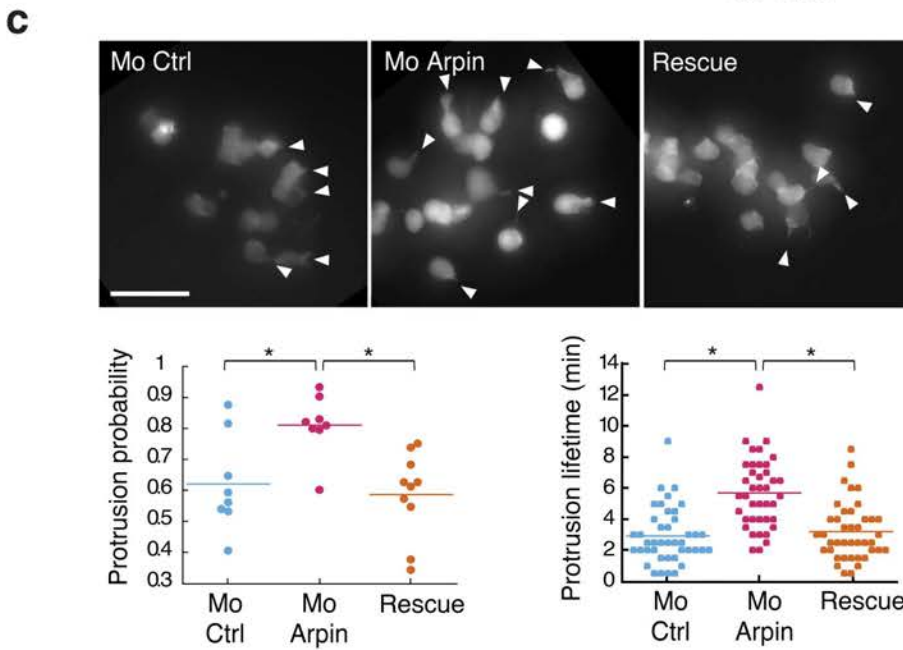 c
Mo Ctrl
Mo Arpin
Rescue
Protrusion probability
1
0.9
0.8
0.7
0.6
0.5
0.4
0.3
*
*
Mo
Ctrl
Mo
Arpin
Rescue
Protrusion lifetime (min)
14
12
10
8
6
4
2
0
*
*
Mo
Ctrl
Mo
Arpin
Rescue